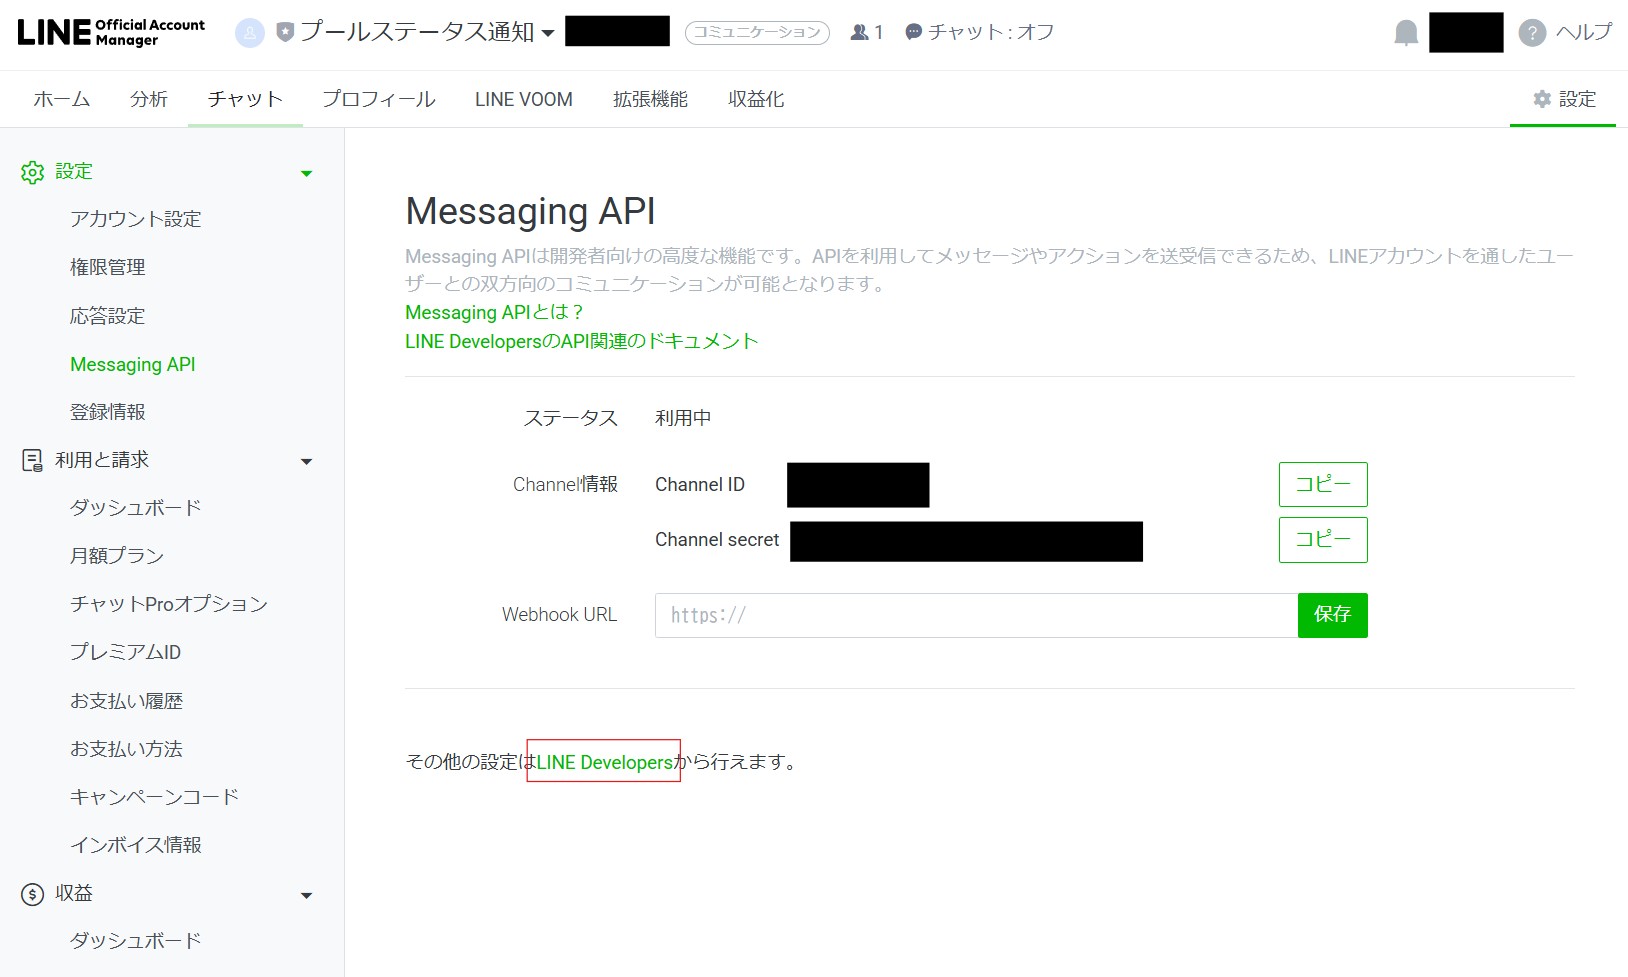 LINE Official Account Manager
プールステータス通知
コミュニケーション
1
チャット : オフ
?
ヘルプ
ホーム
分析
チャット
プロフィール
LINE VOOM
拡張機能
収益化
設定
設定
アカウント設定
権限管理
応答設定
Messaging API
登録情報
利用と請求
ダッシュボード
月額プラン
チャットProオプション
プレミアムID
お支払い履歴
お支払い方法
キャンペーンコード
インボイス情報
$
収益
ダッシュボード
Messaging API
Messaging APIは開発者向けの高度な機能です。APIを利用してメッセージやアクションを送受信できるため、LINEアカウントを通したユー
ザーとの双方向のコミュニケーションが可能となります。
Messaging APIとは？
LINE DevelopersのAPI関連のドキュメント
ステータス 利用中
Channel情報 Channel ID コピー
Channel secret コピー
Webhook URL https:// 保存
その他の設定はLINE Developersから行えます。